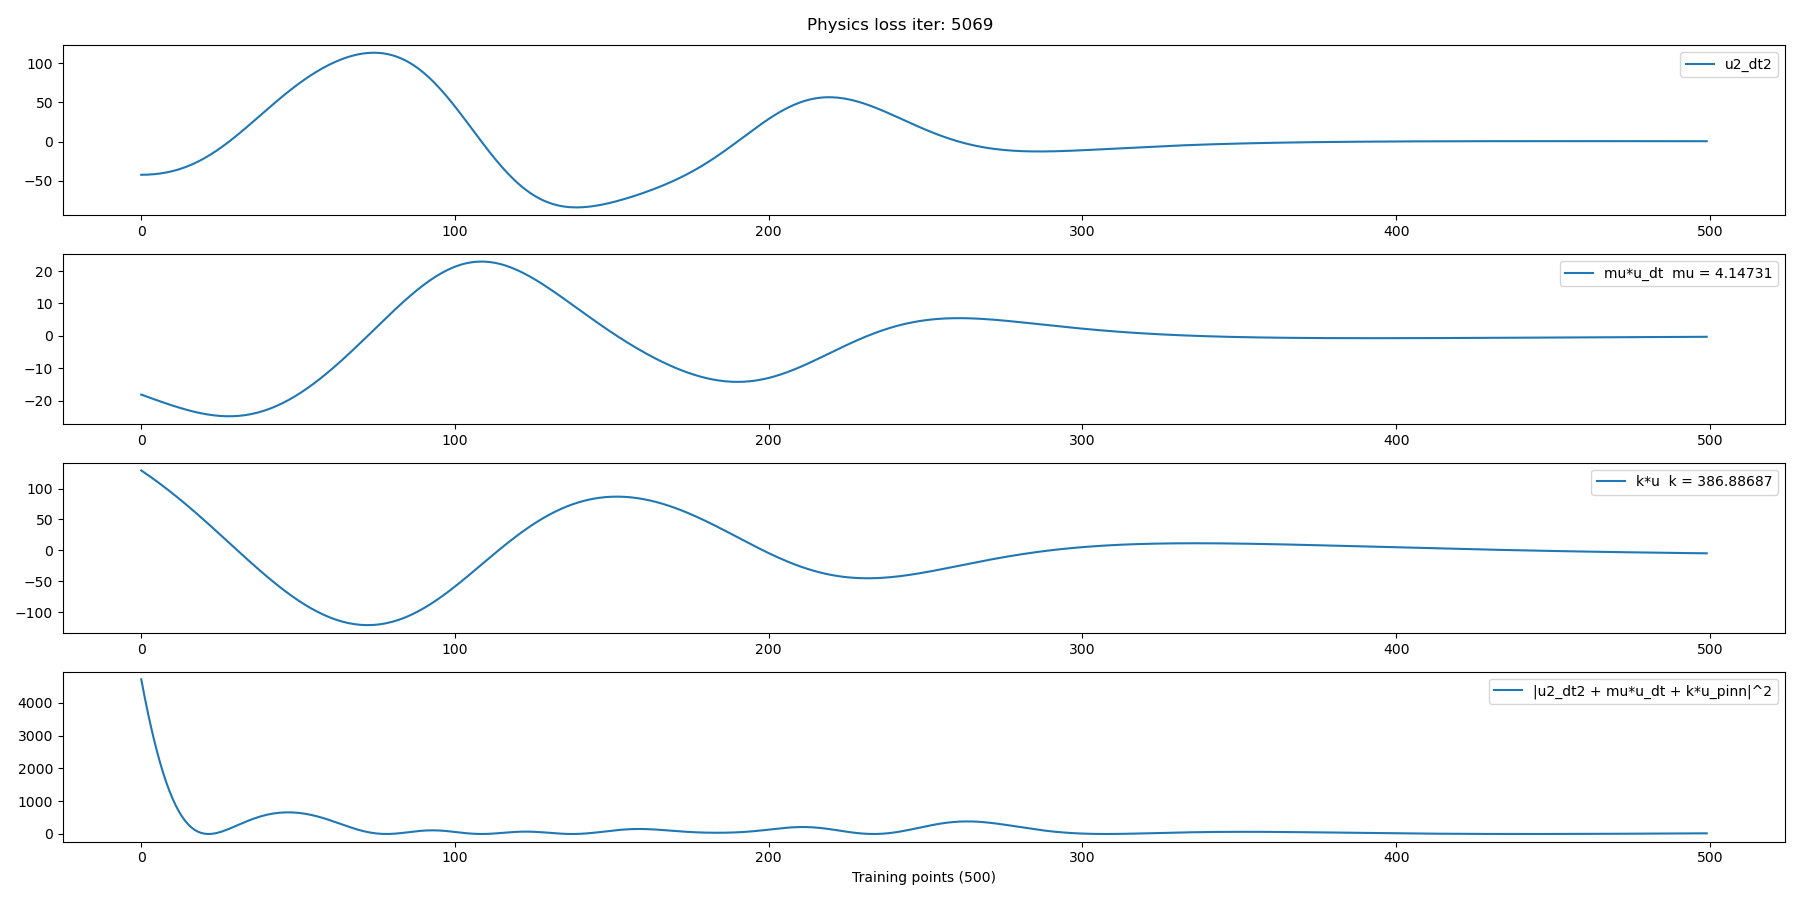 Physics loss iter: 5069
100
50
0
−50
u2_dt2
0 100 200 300 400 500
20
10
0
−10
−20
mu*u_dt  mu = 4.14731
0 100 200 300 400 500
100
50
0
−50
−100
k*u  k = 386.88687
0 100 200 300 400 500
4000
3000
2000
1000
0
|u2_dt2 + mu*u_dt + k*u_pinn|^2
0 100 200 300 400 500
Training points (500)